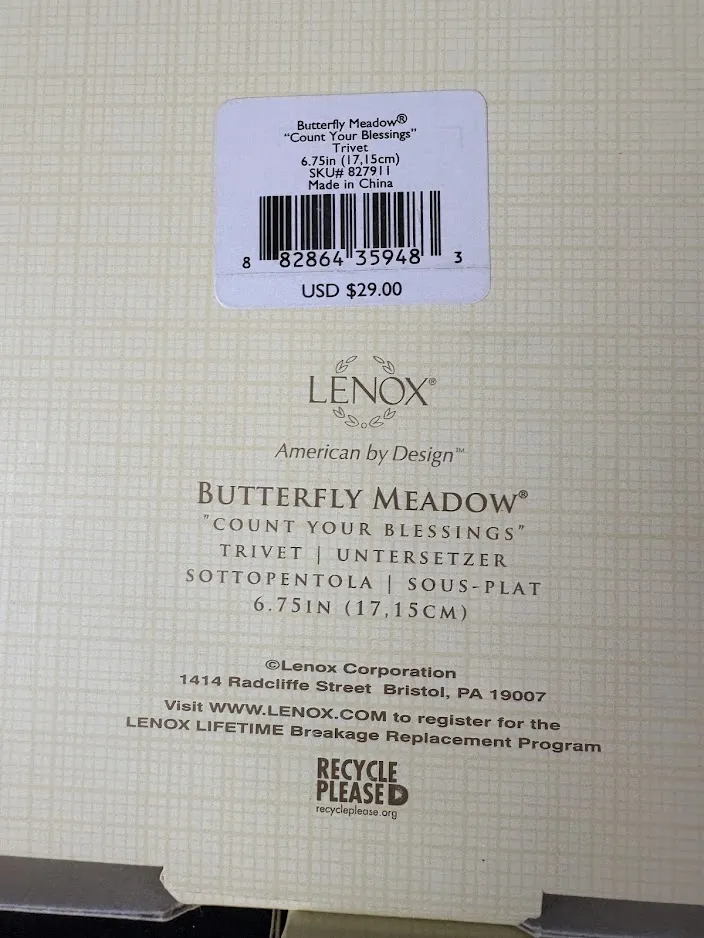 Butterfly Meadow®
“Count Your Blessings”
Trivet
6.75in (17,15cm)
SKU# 827911
Made in China
8 82864 35948 3
USD $29.00
LENOX®
American by Design™
BUTTERFLY MEADOW®
"COUNT YOUR BLESSINGS"
TRIVET | UNTERSETZER
SOTTOPENTOLA | SOUS-PLAT
6.75IN (17,15CM)
©Lenox Corporation
1414 Radcliffe Street Bristol, PA 19007
Visit WWW.LENOX.COM to register for the
LENOX LIFETIME Breakage Replacement Program
RECYCLE
PLEASE
recycleplease.org